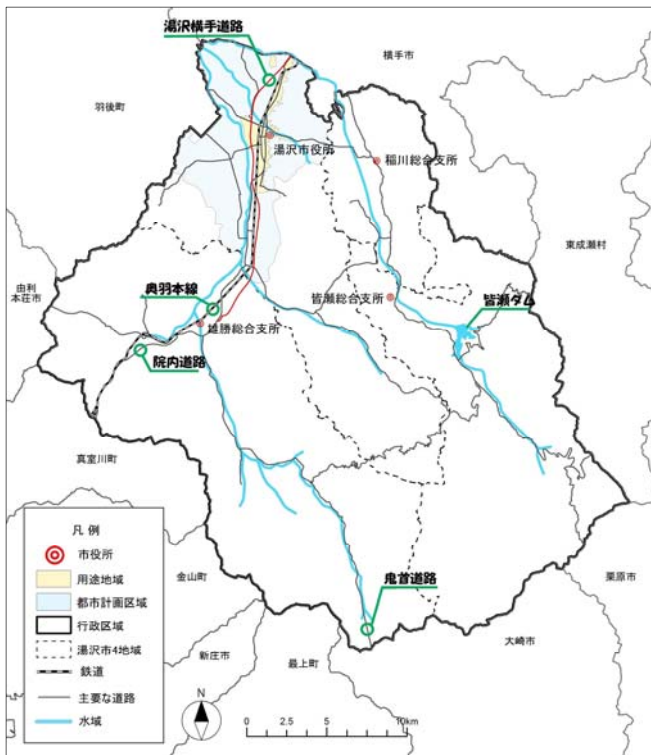 湯沢横手道路
横手市
羽後町
湯沢市役所
稲川総合支所
東成瀬村
由利
本荘市
奥羽本線
皆瀬総合支所
皆瀬ダム
雄勝総合支所
院内道路
真室川町
凡 例
市役所
用途地域
都市計画区域
行政区域
湯沢市4地域
鉄道
主要な道路
水域
金山町
新庄市
最上町
鬼首道路
栗原市
大崎市
N
0 2.5 5 10km